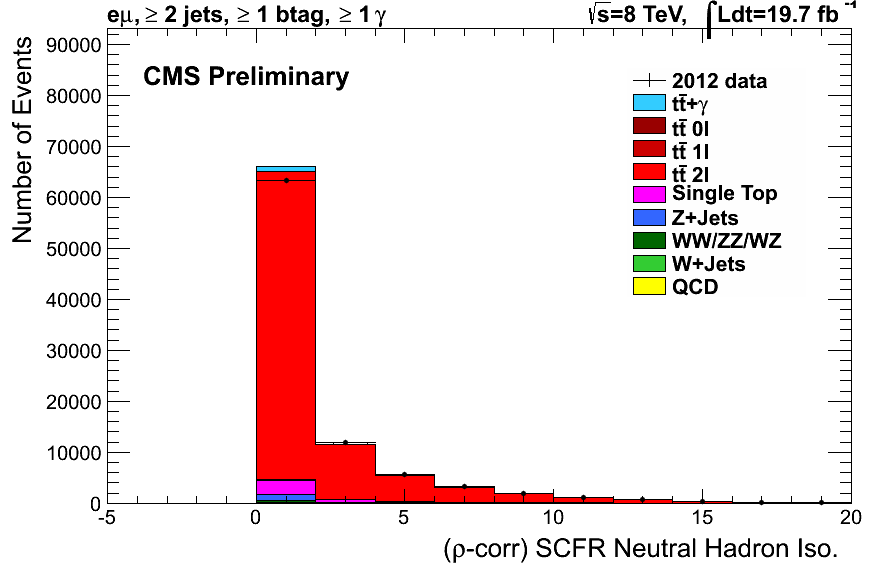 eμ, ≥ 2 jets, ≥ 1 btag, ≥ 1 γ
√s=8 TeV, ∫Ldt=19.7 fb⁻¹
CMS Preliminary
2012 data
tt̄+γ
tt̄ 0l
tt̄ 1l
tt̄ 2l
Single Top
Z+Jets
WW/ZZ/WZ
W+Jets
QCD
Number of Events
90000
80000
70000
60000
50000
40000
30000
20000
10000
0
-5 0 5 10 15 20
(ρ-corr) SCFR Neutral Hadron Iso.